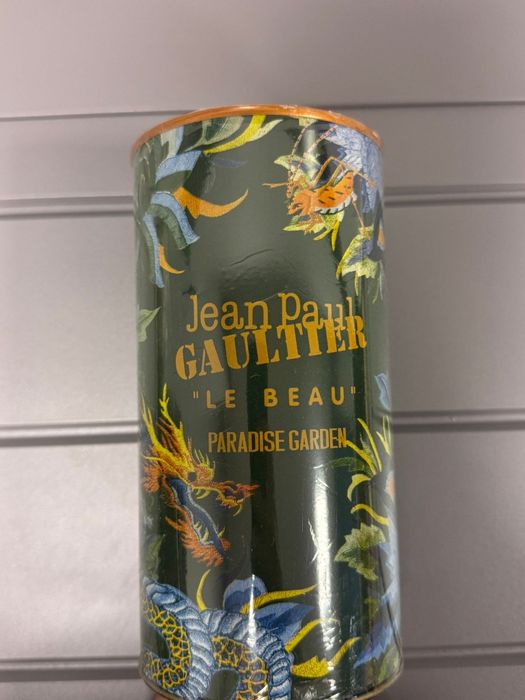 Jean Paul
GAULTIER
"LE BEAU"
PARADISE GARDEN